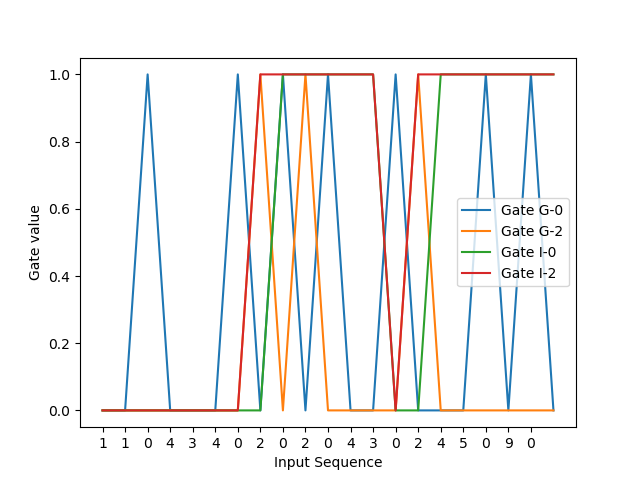 1.0
0.8
0.6
0.4
0.2
0.0
Gate value
Gate G-0
Gate G-2
Gate I-0
Gate I-2
1 1 0 4 3 4 0 2 0 2 0 4 3 0 2 4 5 0 9 0
Input Sequence